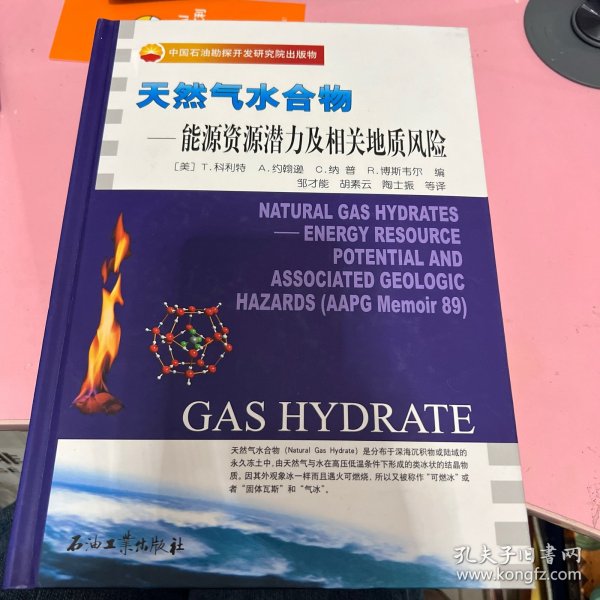 中国石油勘探开发研究院出版物
天然气水合物
——能源资源潜力及相关地质风险
[美] T.科利特 A.约翰逊 C.纳普 R.博斯韦尔 编
邹才能 胡素云 陶士振 等译
NATURAL GAS HYDRATES
——ENERGY RESOURCE
POTENTIAL AND
ASSOCIATED GEOLOGIC
HAZARDS (AAPG Memoir 89)
GAS HYDRATE
天然气水合物 (Natural Gas Hydrate) 是分布于深海沉积物或陆域的
永久冻土中,由天然气与水在高压低温条件下形成的类冰状的结晶物
质。因其外观象冰一样而且遇火可燃烧,所以又被称作“可燃冰”或
者“固体瓦斯”和“气冰”。
石油工业出版社
孔夫子旧书网
www.kongfz.com